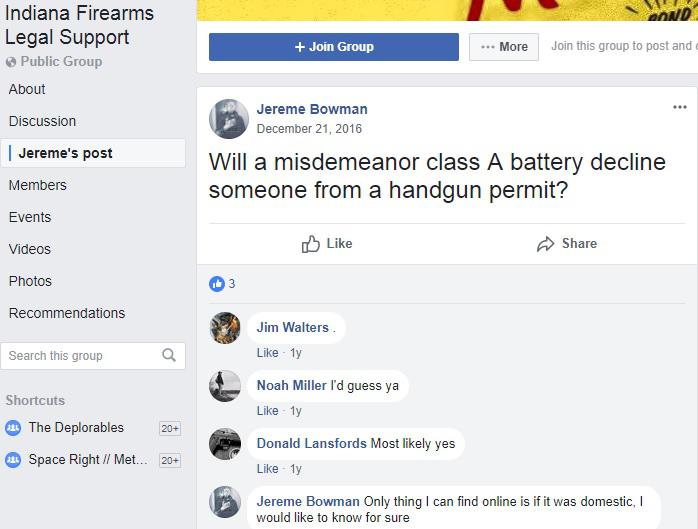 Indiana Firearms
Legal Support
Public Group
About
Discussion
Jereme's post
Members
Events
Videos
Photos
Recommendations
Search this group
Shortcuts
The Deplorables 20+
Space Right // Met... 20+
+ Join Group
••• More
Join this group to post and
Jereme Bowman
December 21, 2016
Will a misdemeanor class A battery decline
someone from a handgun permit?
Like
Share
3
Jim Walters .
Like · 1y
Noah Miller I'd guess ya
Like · 1y
Donald Lansfords Most likely yes
Like · 1y
Jereme Bowman Only thing I can find online is if it was domestic, I
would like to know for sure